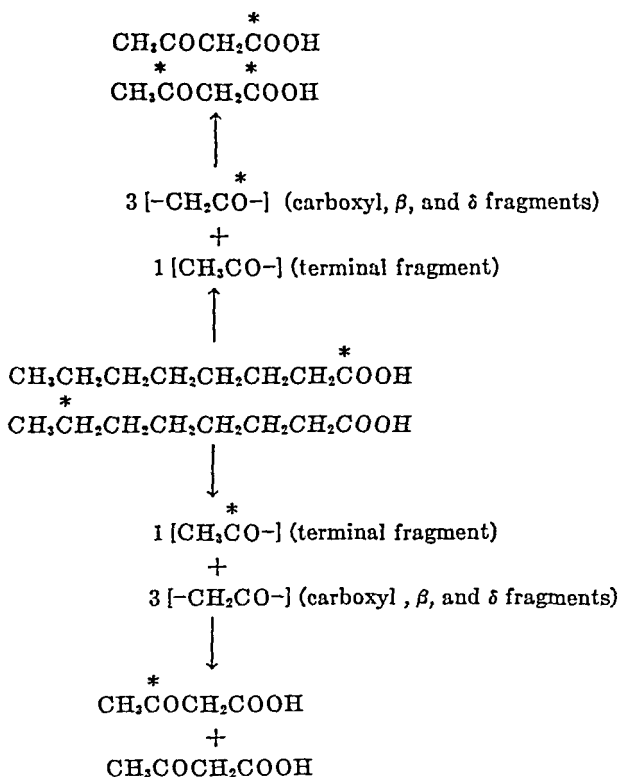 *
CH₃COCH₂COOH
* *
CH₃COCH₂COOH
*
3 [-CH₂CO-] (carboxyl, β, and δ fragments)
+
1 [CH₃CO-] (terminal fragment)
*
CH₃CH₂CH₂CH₂CH₂CH₂CH₂COOH
*
CH₃CH₂CH₂CH₂CH₂CH₂CH₂COOH
*
1 [CH₃CO-] (terminal fragment)
+
3 [-CH₂CO-] (carboxyl , β, and δ fragments)
*
CH₃COCH₂COOH
+
CH₃COCH₂COOH